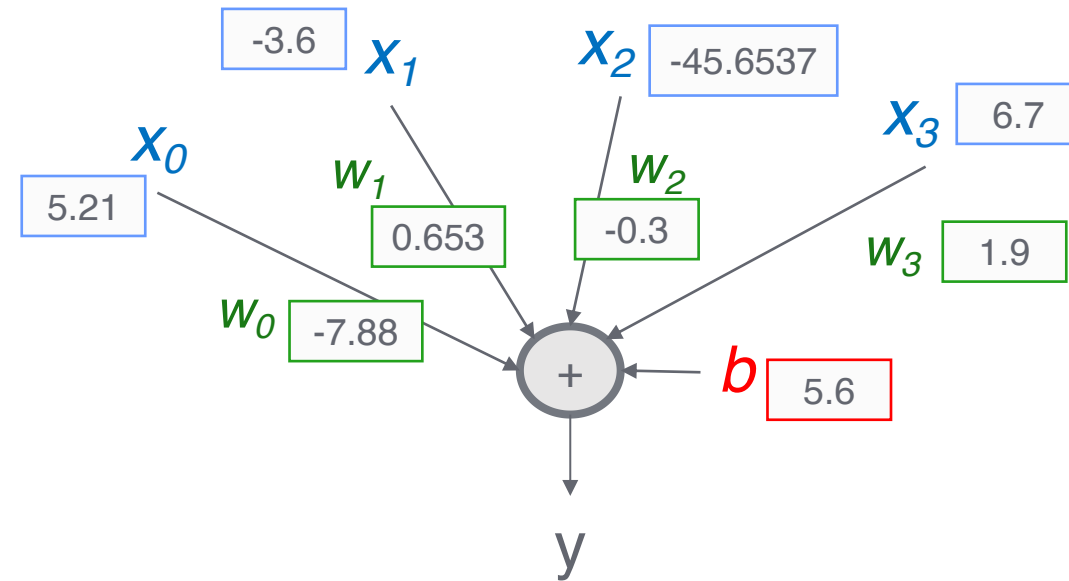 -3.6 x1
x2 -45.6537
x3 6.7
x0
5.21
w1
0.653
w2
-0.3
w3 1.9
w0 -7.88
+
b 5.6
y